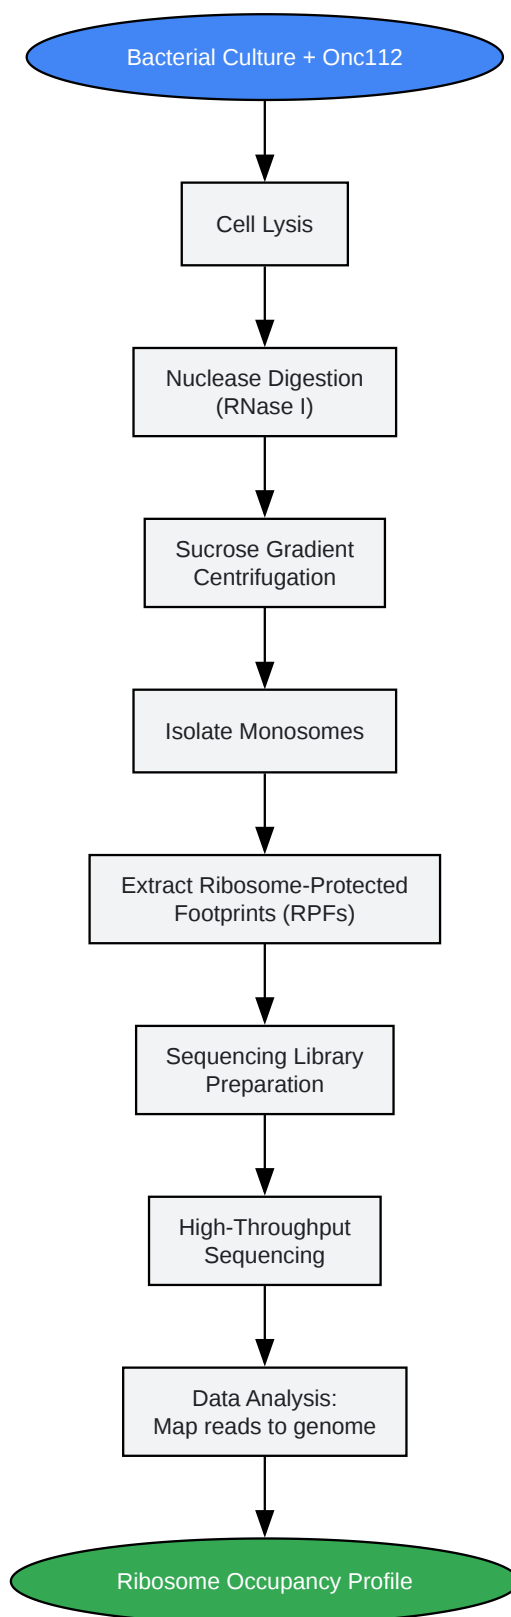 Bacterial Culture + Onc112
Cell Lysis
Nuclease Digestion
(RNase I)
Sucrose Gradient
Centrifugation
Isolate Monosomes
Extract Ribosome-Protected
Footprints (RPFs)
Sequencing Library
Preparation
High-Throughput
Sequencing
Data Analysis:
Map reads to genome
Ribosome Occupancy Profile